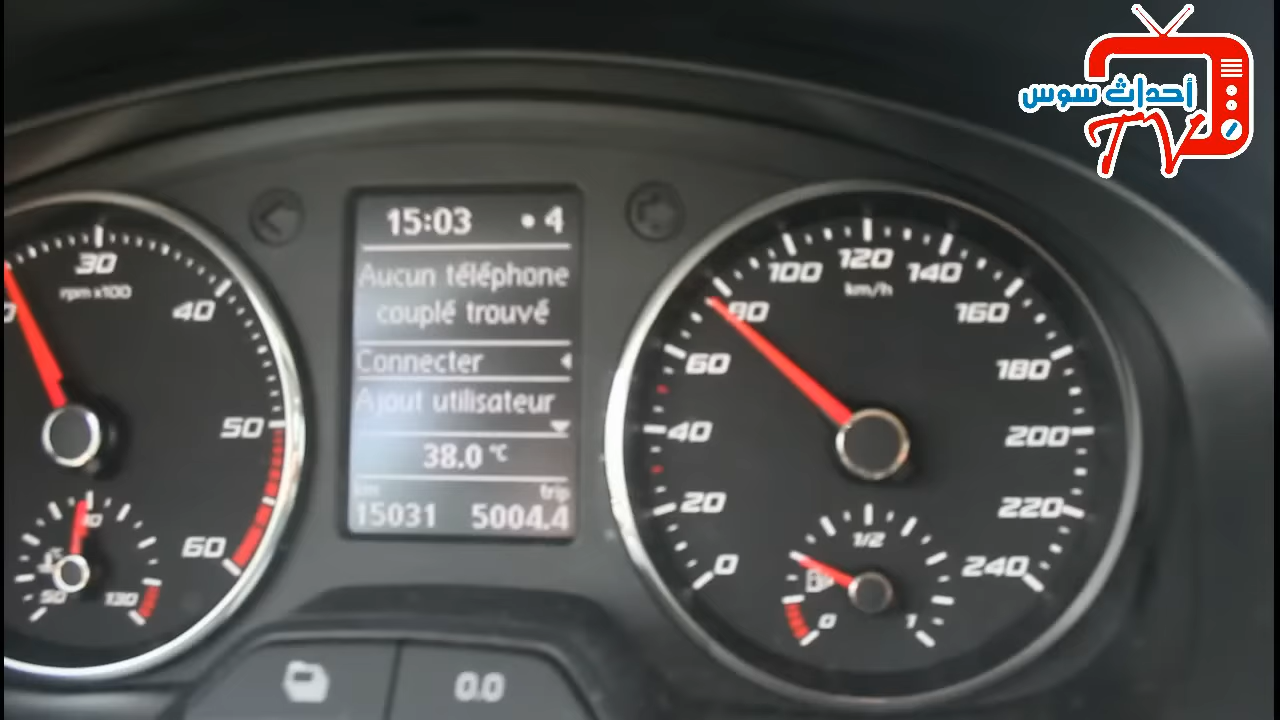 أحداث سوس
TV
15:03 4
Aucun téléphone
couplé trouvé
Connecter
Ajout utilisateur
38.0 °C
km trip
15031 5004.4
30
rpm x100
40
50
60
50
130
100
120
140
km/h
80
160
60
180
40
200
20
220
0
240
1/2
0
1
0.0